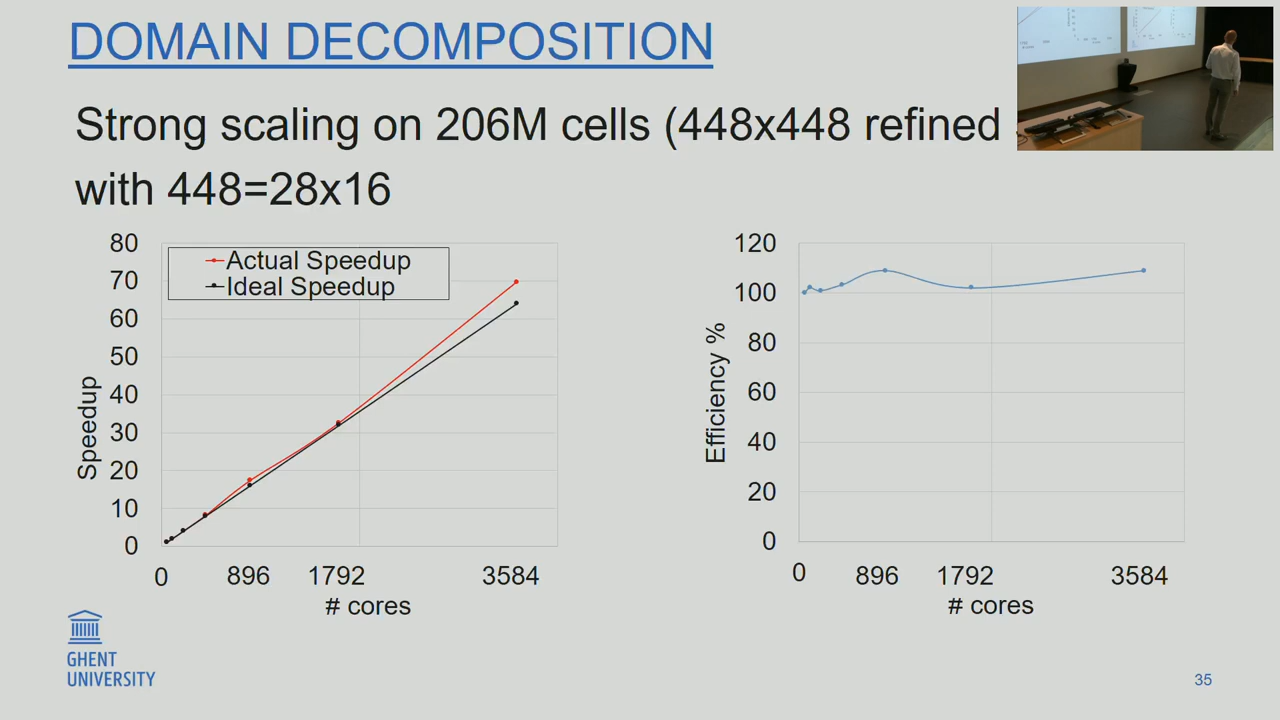 DOMAIN DECOMPOSITION
Strong scaling on 206M cells (448x448 refined
with 448=28x16
80
70
60
50
40
30
20
10
0
Speedup
Actual Speedup
Ideal Speedup
0 896 1792 3584
# cores
120
100
80
60
40
20
0
Efficiency %
0 896 1792 3584
# cores
GHENT
UNIVERSITY
35